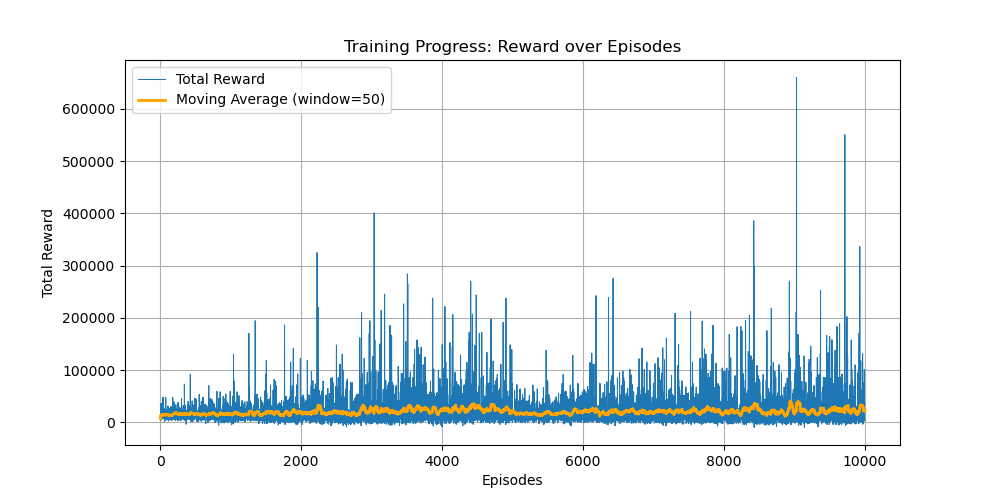 Training Progress: Reward over Episodes
Total Reward
Moving Average (window=50)
600000
500000
400000
300000
200000
100000
0
Total Reward
0
2000
4000
6000
8000
10000
Episodes